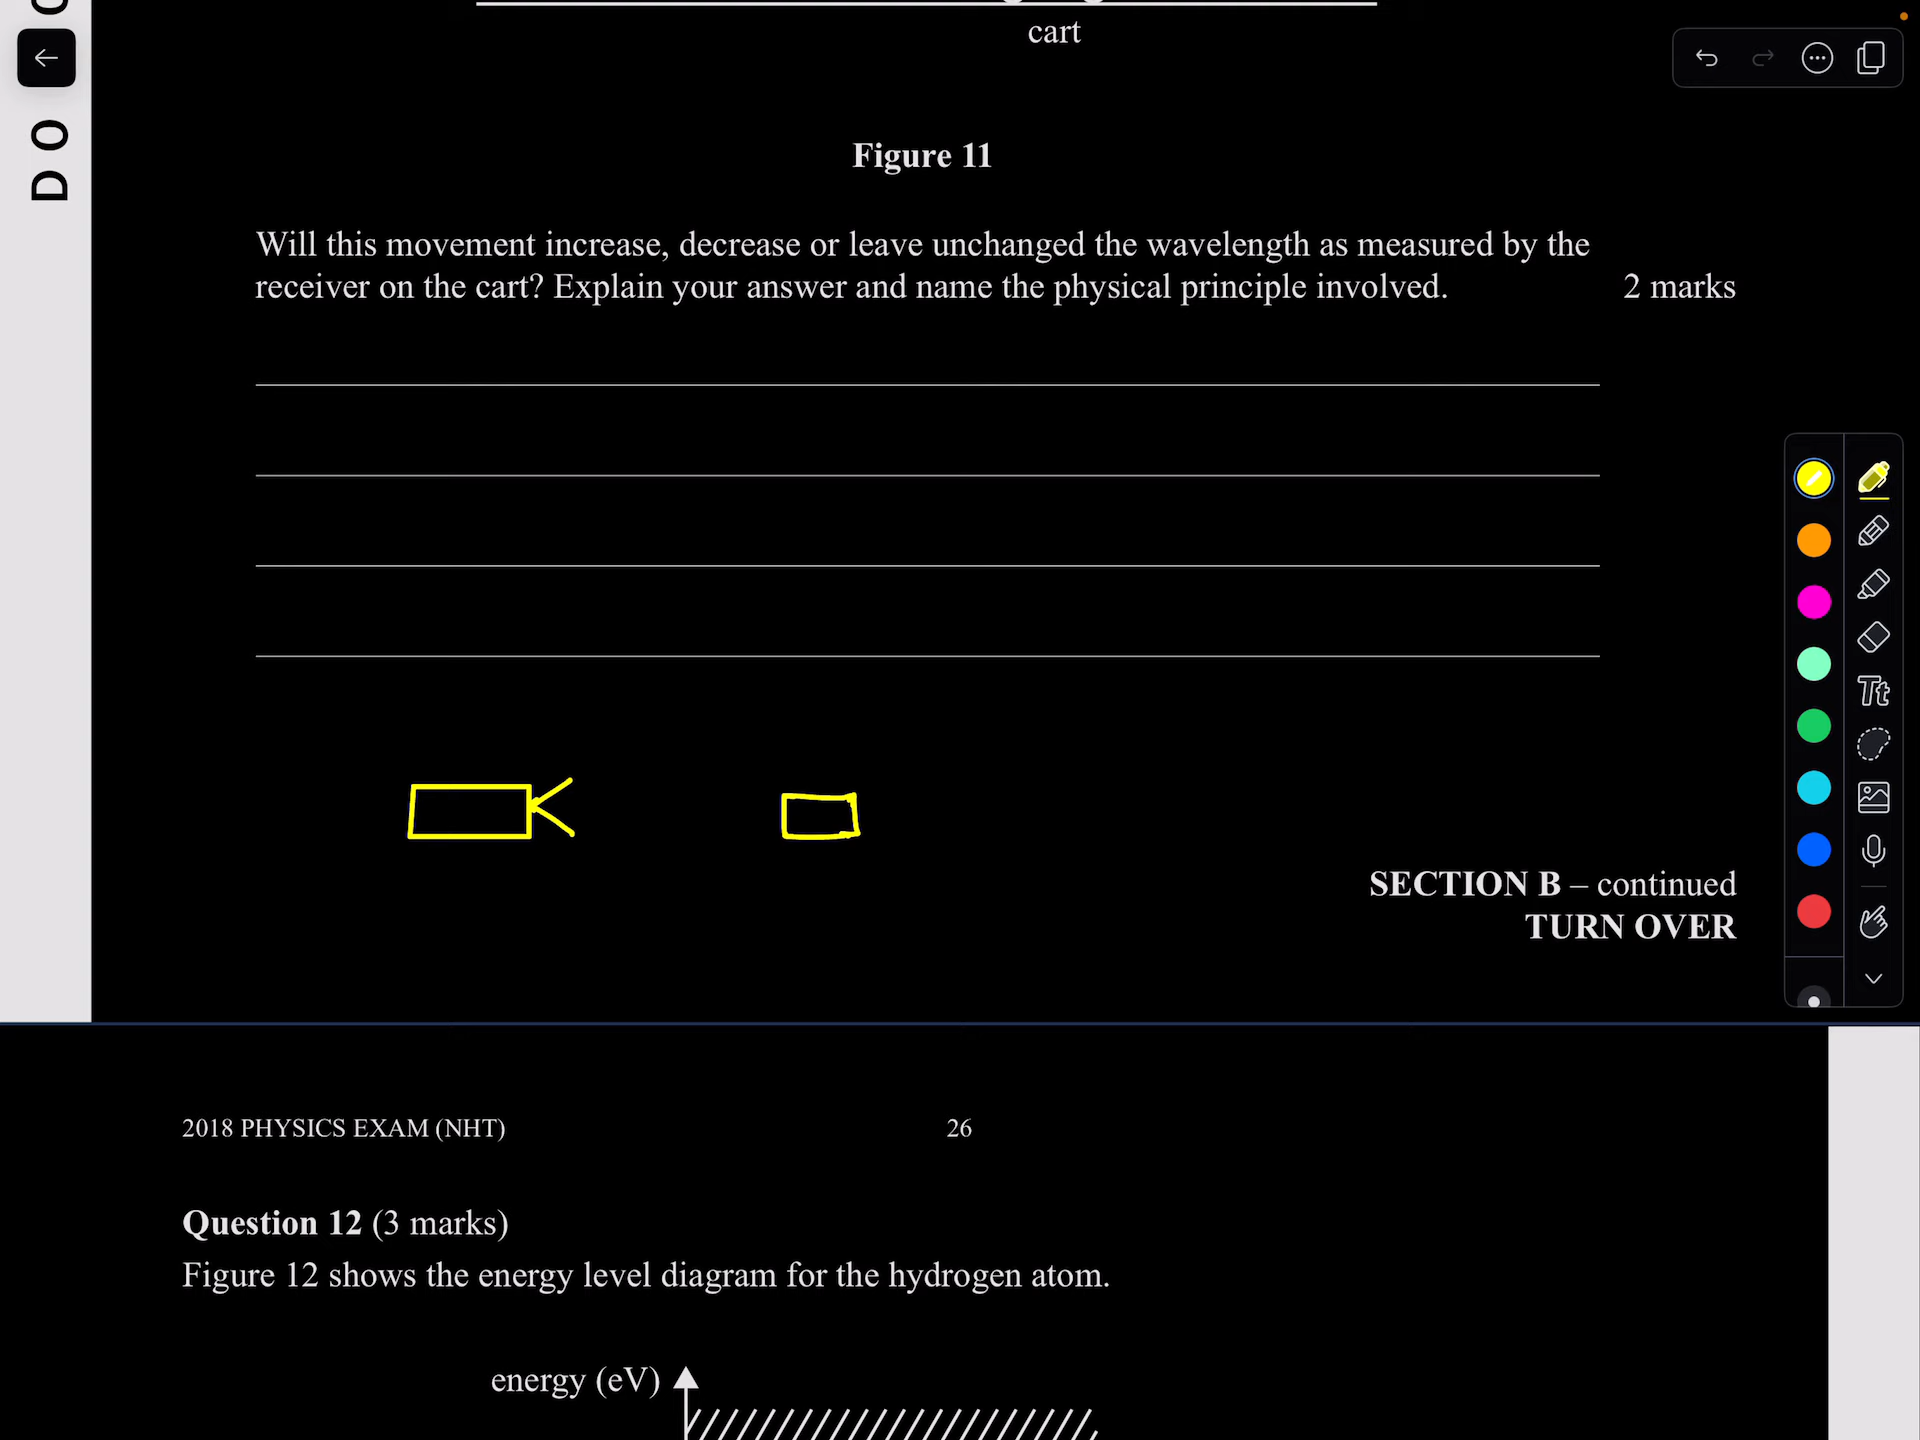 cart
D O
Figure 11
Will this movement increase, decrease or leave unchanged the wavelength as measured by the
receiver on the cart? Explain your answer and name the physical principle involved.
2 marks
Tt
SECTION B – continued
TURN OVER
2018 PHYSICS EXAM (NHT)
26
Question 12 (3 marks)
Figure 12 shows the energy level diagram for the hydrogen atom.
energy (eV)